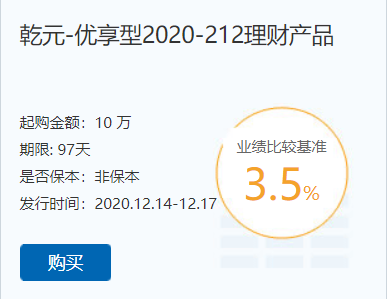 乾元-优享型2020-212理财产品
起购金额：10 万
期限: 97天
是否保本：非保本
发行时间：2020.12.14-12.17
业绩比较基准
3.5%
购买